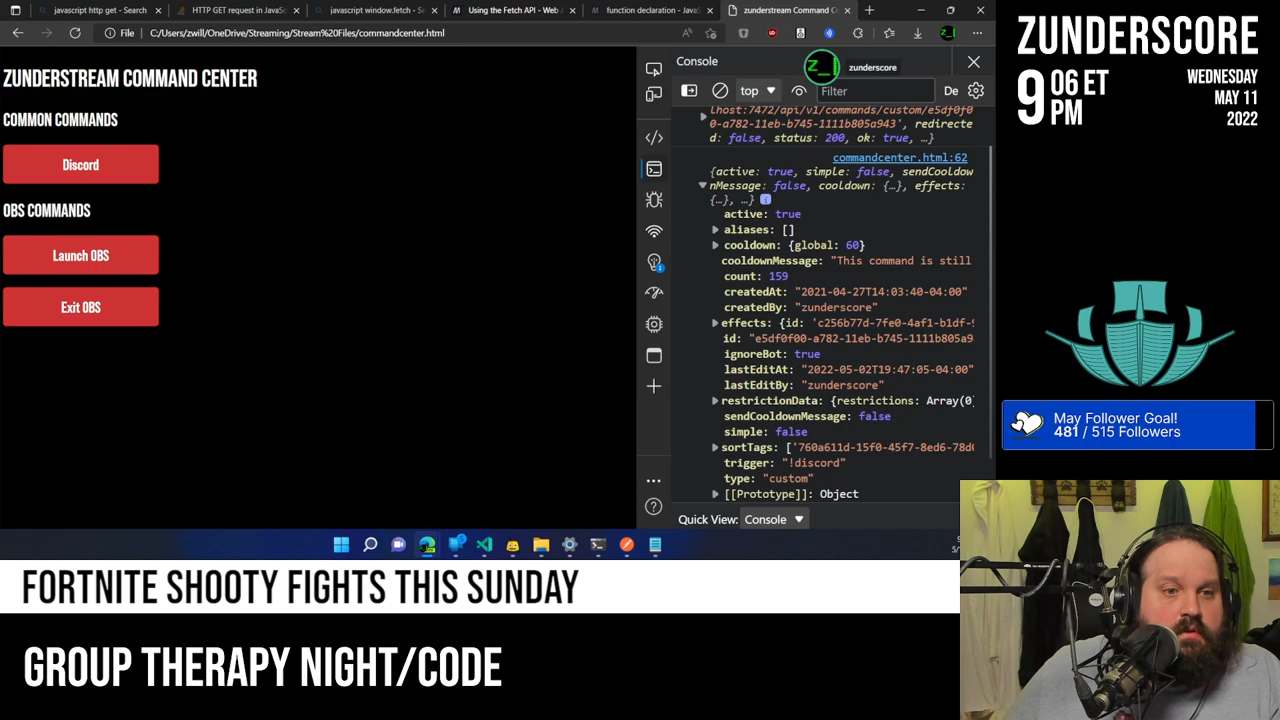 javascript http get - Search
HTTP GET request in JavaSc
javascript window.fetch - Se
Using the Fetch API - Web A
function declaration - JavaS
zunderstream Command C
File
C:/Users/zwill/OneDrive/Streaming/Stream%20Files/commandcenter.html
ZUNDERSTREAM COMMAND CENTER
COMMON COMMANDS
Discord
OBS COMMANDS
Launch OBS
Exit OBS
Console
z_
zunderscore
top
Filter
De
lhost:7472/api/v1/commands/custom/e5df0f0
0-a782-11eb-b745-1111b805a943', redirecte
d: false, status: 200, ok: true, …}
commandcenter.html:62
{active: true, simple: false, sendCooldow
nMessage: false, cooldown: {…}, effects:
{…}, …}
active: true
aliases: []
cooldown: {global: 60}
cooldownMessage: "This command is still
count: 159
createdAt: "2021-04-27T14:03:40-04:00"
createdBy: "zunderscore"
effects: {id: 'c256b77d-7fe0-4af1-b1df-
id: "e5df0f00-a782-11eb-b745-1111b805a9
ignoreBot: true
lastEditAt: "2022-05-02T19:47:05-04:00"
lastEditBy: "zunderscore"
restrictionData: {restrictions: Array(0)
sendCooldownMessage: false
simple: false
sortTags: ['760a611d-15f0-45f7-8ed6-78d
trigger: "!discord"
type: "custom"
[[Prototype]]: Object
Quick View:
Console
ZUNDERSCORE
9 06 ET
PM
WEDNESDAY
MAY 11
2022
May Follower Goal!
481 / 515 Followers
FORTNITE SHOOTY FIGHTS THIS SUNDAY
GROUP THERAPY NIGHT/CODE